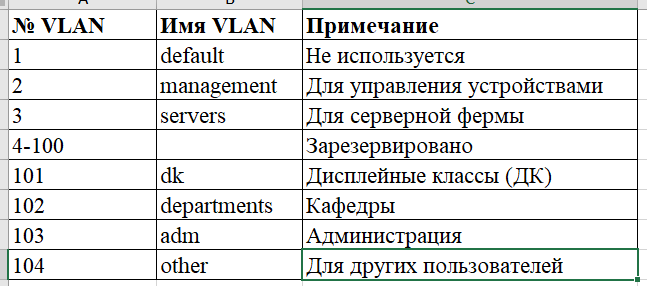 № VLAN Имя VLAN Примечание
1 default Не используется
2 management Для управления устройствами
3 servers Для серверной фермы
4-100 Зарезервировано
101 dk Дисплейные классы (ДК)
102 departments Кафедры
103 adm Администрация
104 other Для других пользователей